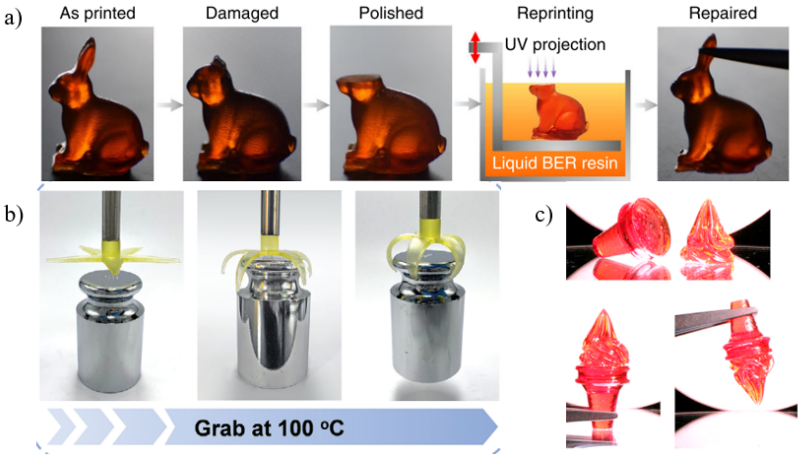 a)
As printed
Damaged
Polished
Reprinting
Repaired
UV projection
Liquid BER resin
b)
c)
Grab at 100 °C